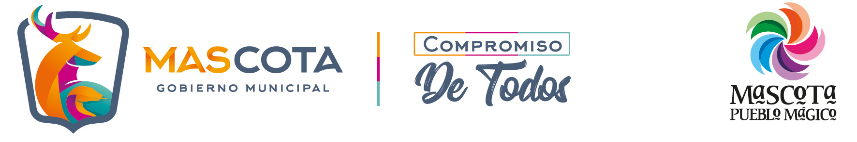 MASCOTA
GOBIERNO MUNICIPAL
COMPROMISO
De Todos
MaSCOTa
PUEBLO MÁGICO